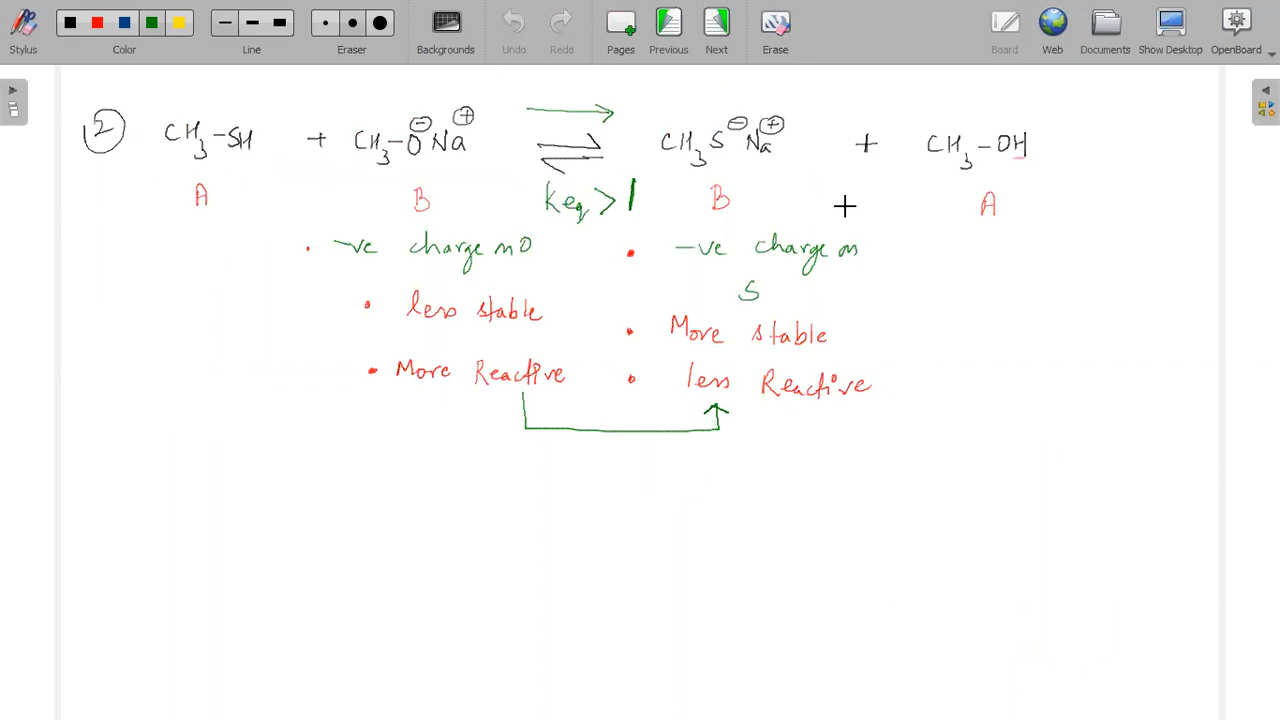 Stylus Color Line Eraser Backgrounds Undo Redo Pages Previous Next Erase Board Web Documents Show Desktop OpenBoard
② CH₃-SH + CH₃-O⊖ Na⊕ ⇌ CH₃S⊖ Na⊕ + CH₃-OH
A B Keq > 1 B A
• -ve charge on O • -ve charge on
S
• less stable • More stable
• More Reactive • less Reactive